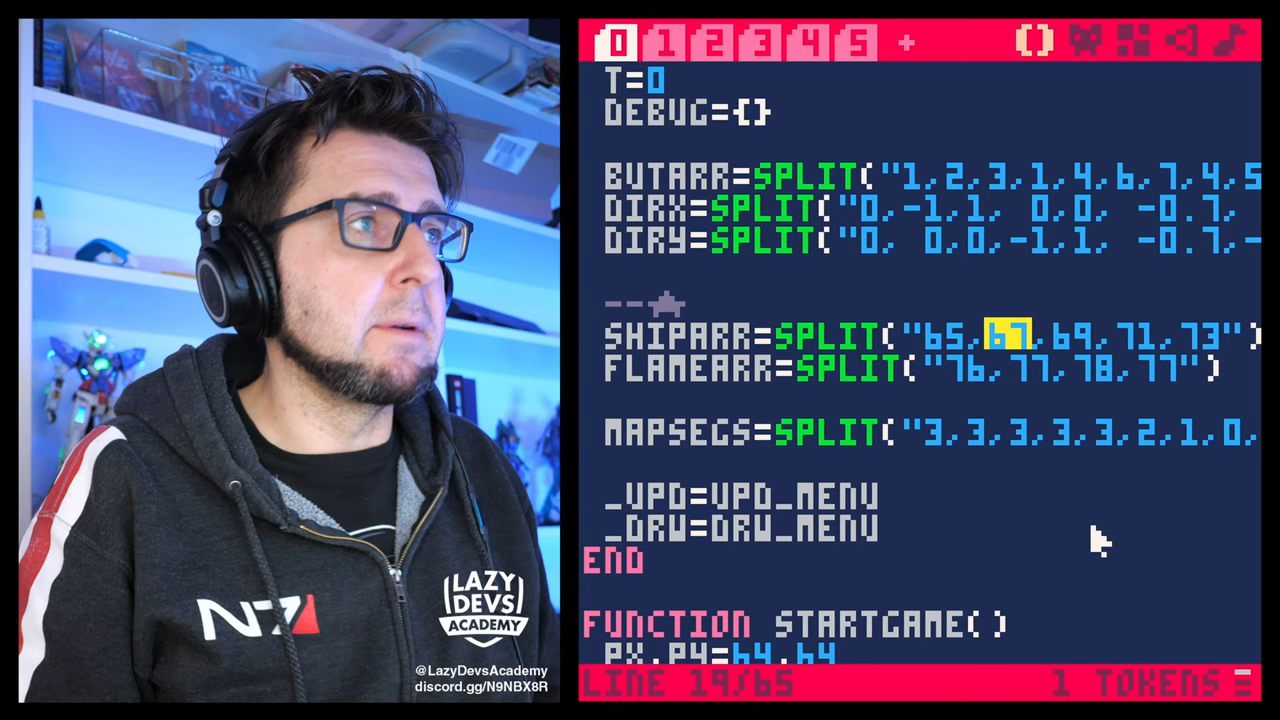 0 1 2 3 4 5 +
T=0
DEBUG={}
BUTARR=SPLIT("1,2,3,1,4,6,7,4,5
DIRX=SPLIT("0,-1,1, 0,0, -0.7,
DIRY=SPLIT("0, 0,0,-1,1, -0.7,-
--
SHIPARR=SPLIT("65,67,69,71,73")
FLAMEARR=SPLIT("76,77,78,77")
MAPSEGS=SPLIT("3,3,3,3,3,2,1,0,
_UPD=UPD_MENU
_DRW=DRW_MENU
END
FUNCTION STARTGAME()
PX,PY=64,64
LINE 19/65 1 TOKENS
N7
LAZY
DEVS
ACADEMY
@LazyDevsAcademy
discord.gg/N9NBX8R